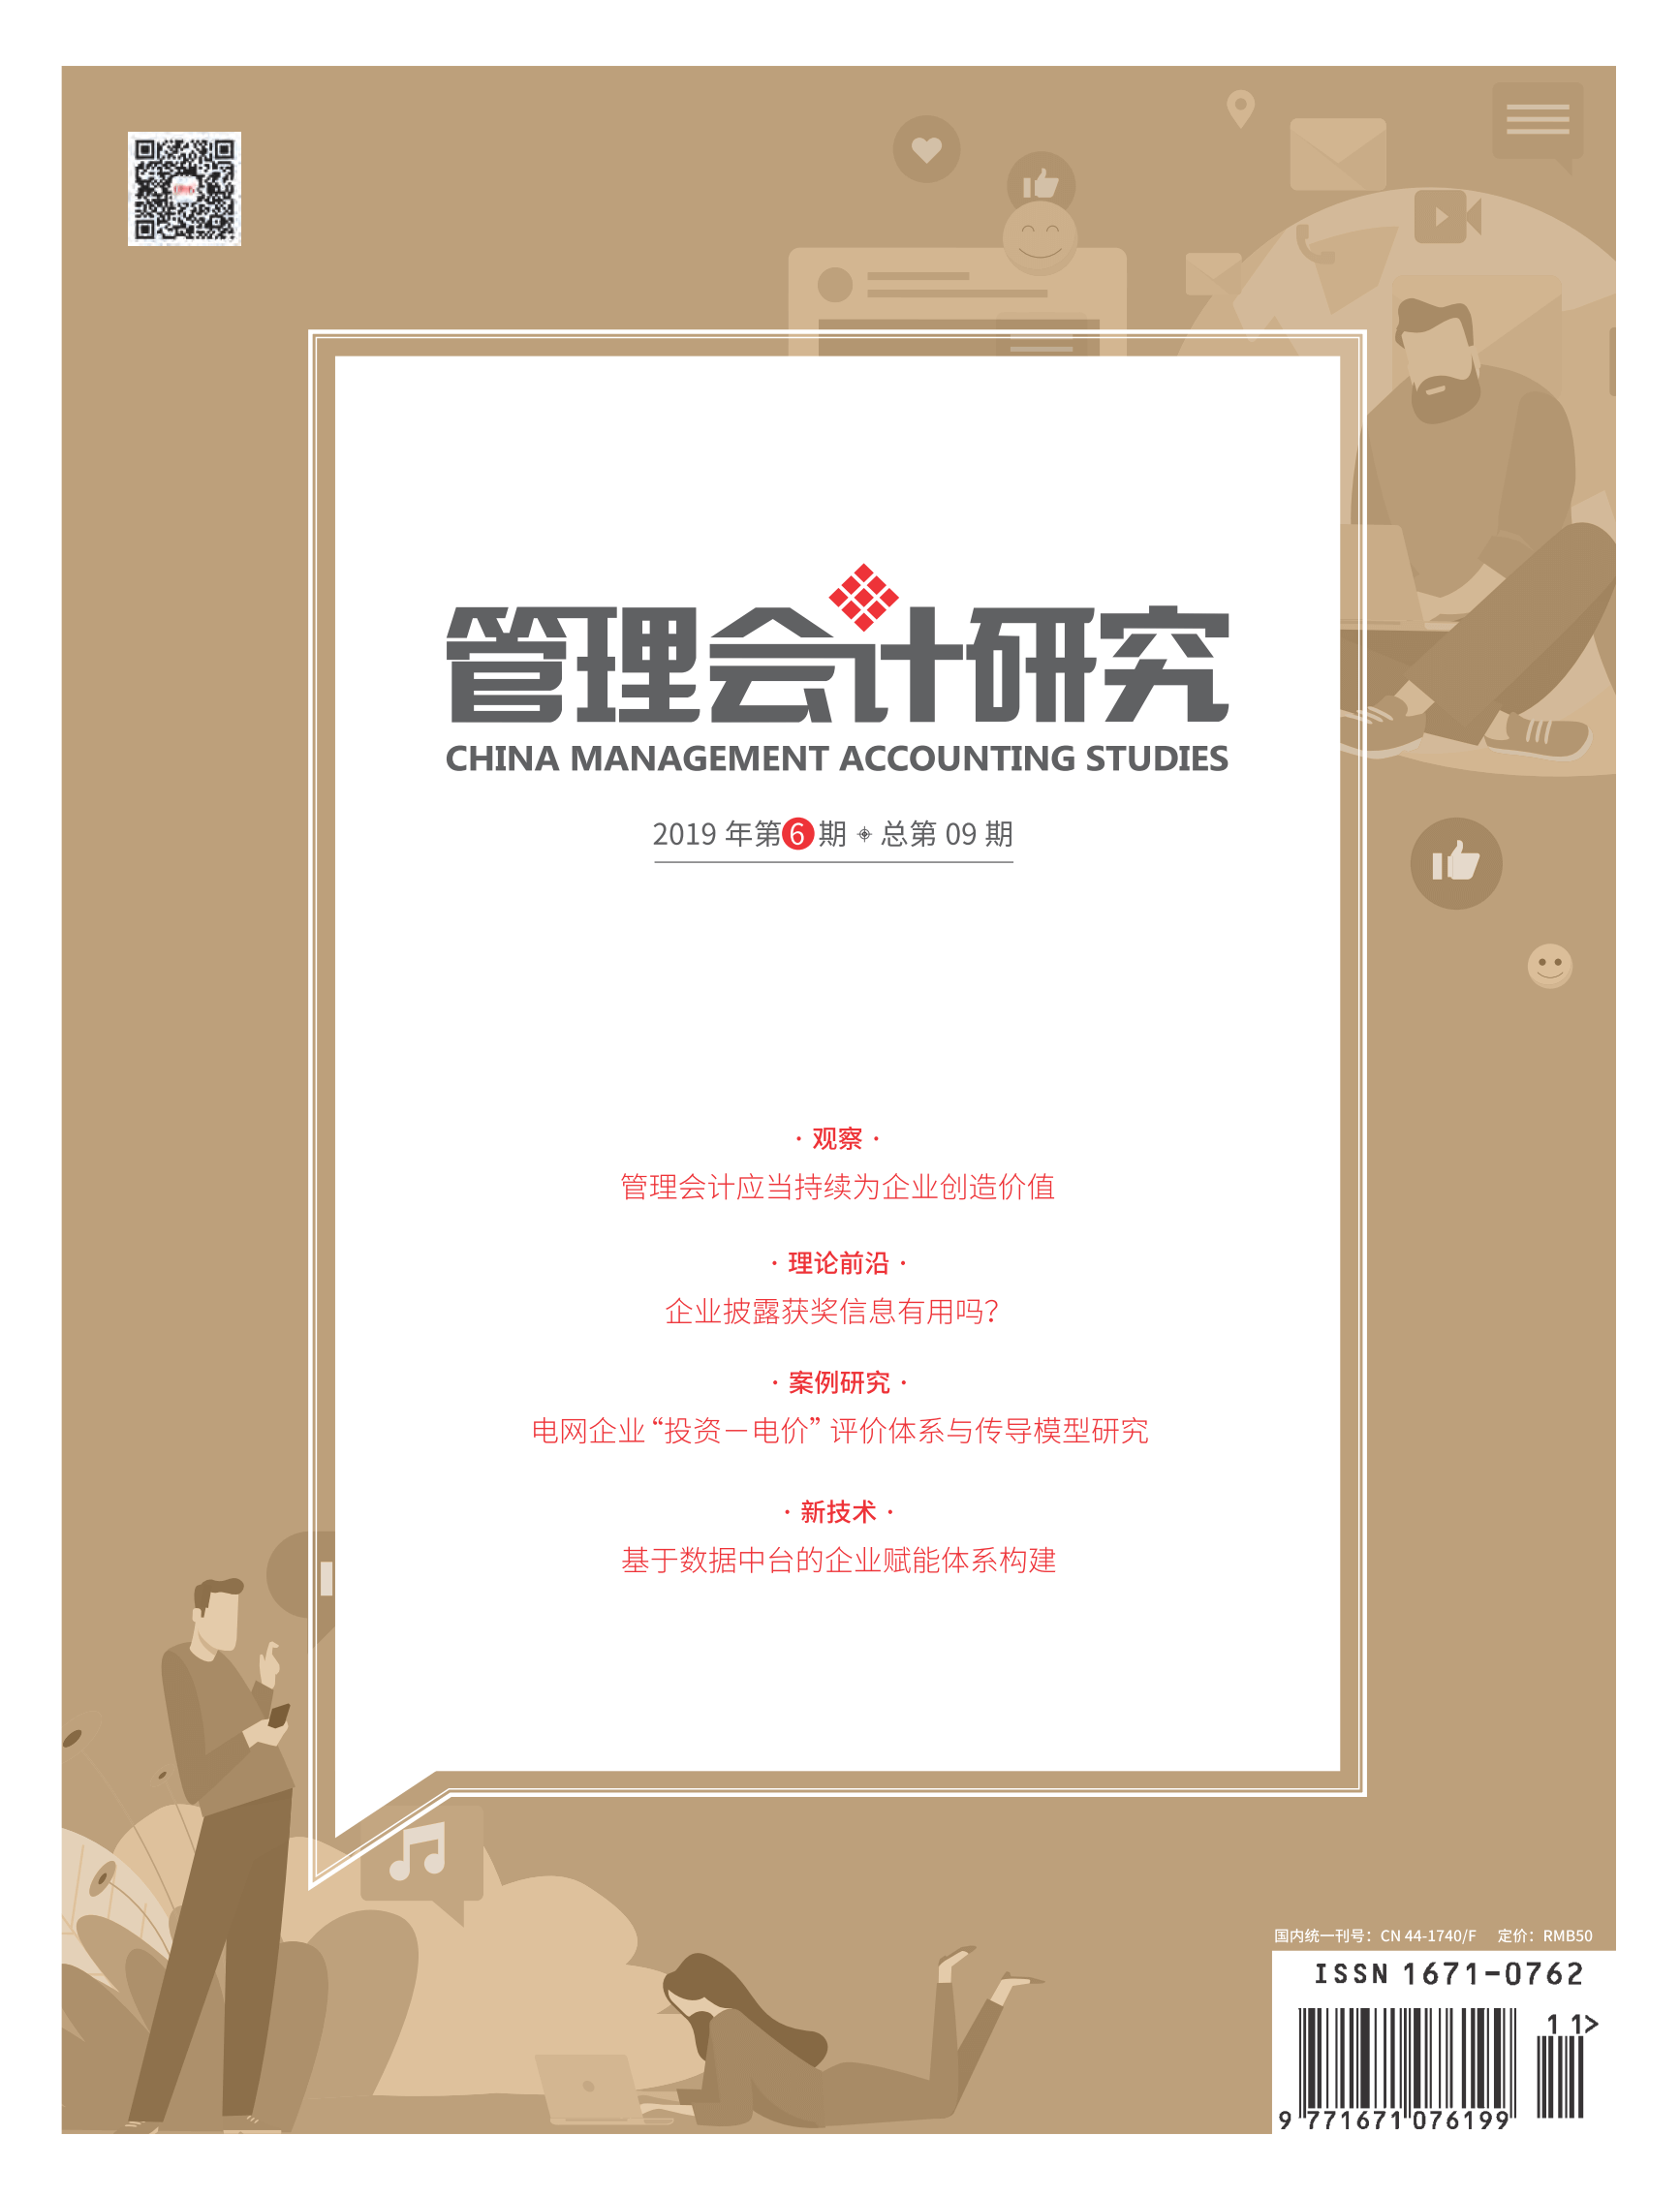 管理会计研究
CHINA MANAGEMENT ACCOUNTING STUDIES
2019 年第6期 总第 09 期
· 观察 ·
管理会计应当持续为企业创造价值
· 理论前沿 ·
企业披露获奖信息有用吗？
· 案例研究 ·
电网企业“投资—电价”评价体系与传导模型研究
· 新技术 ·
基于数据中台的企业赋能体系构建
国内统一刊号：CN 44-1740/F 定价：RMB50
ISSN 1671-0762
11>
9 771671 076199